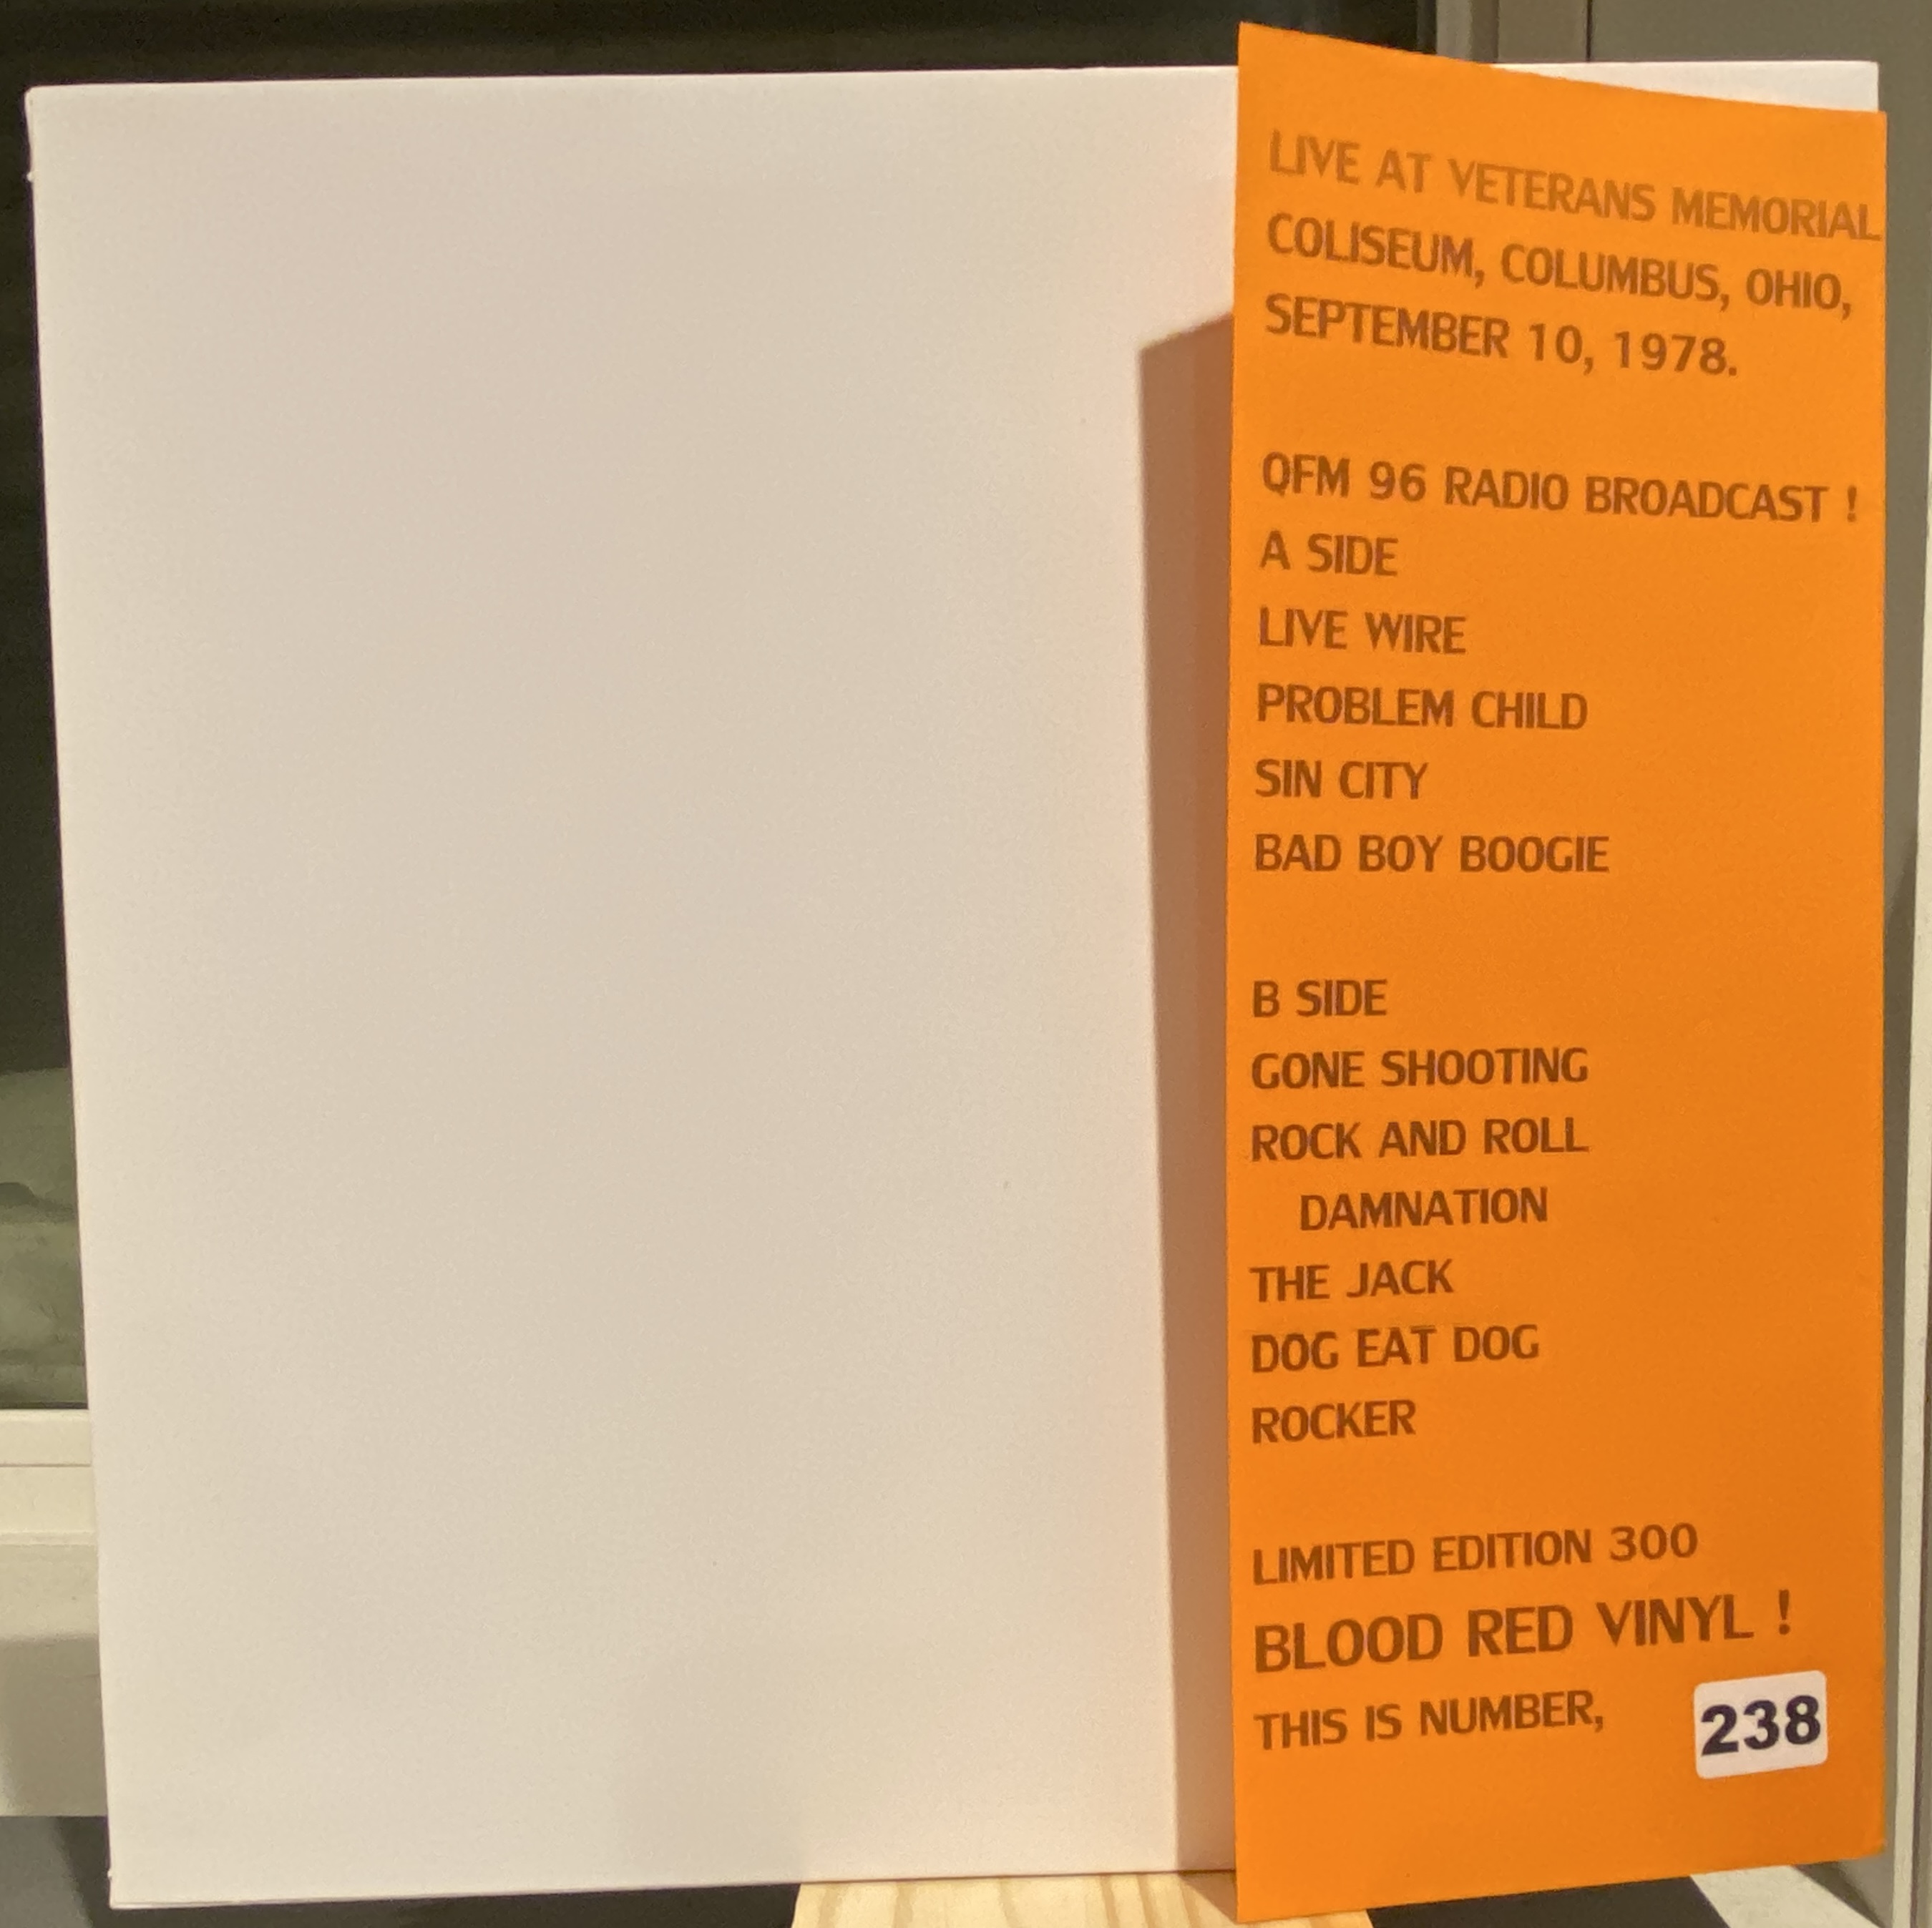 LIVE AT VETERANS MEMORIAL
COLISEUM, COLUMBUS, OHIO,
SEPTEMBER 10, 1978.
QFM 96 RADIO BROADCAST !
A SIDE
LIVE WIRE
PROBLEM CHILD
SIN CITY
BAD BOY BOOGIE
B SIDE
GONE SHOOTING
ROCK AND ROLL
DAMNATION
THE JACK
DOG EAT DOG
ROCKER
LIMITED EDITION 300
BLOOD RED VINYL !
THIS IS NUMBER, 238